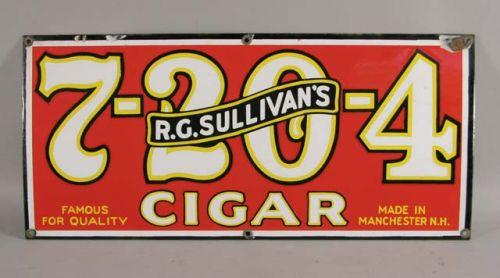 7-20-4
R.G. SULLIVAN'S
FAMOUS
FOR QUALITY
CIGAR
MADE IN
MANCHESTER N.H.